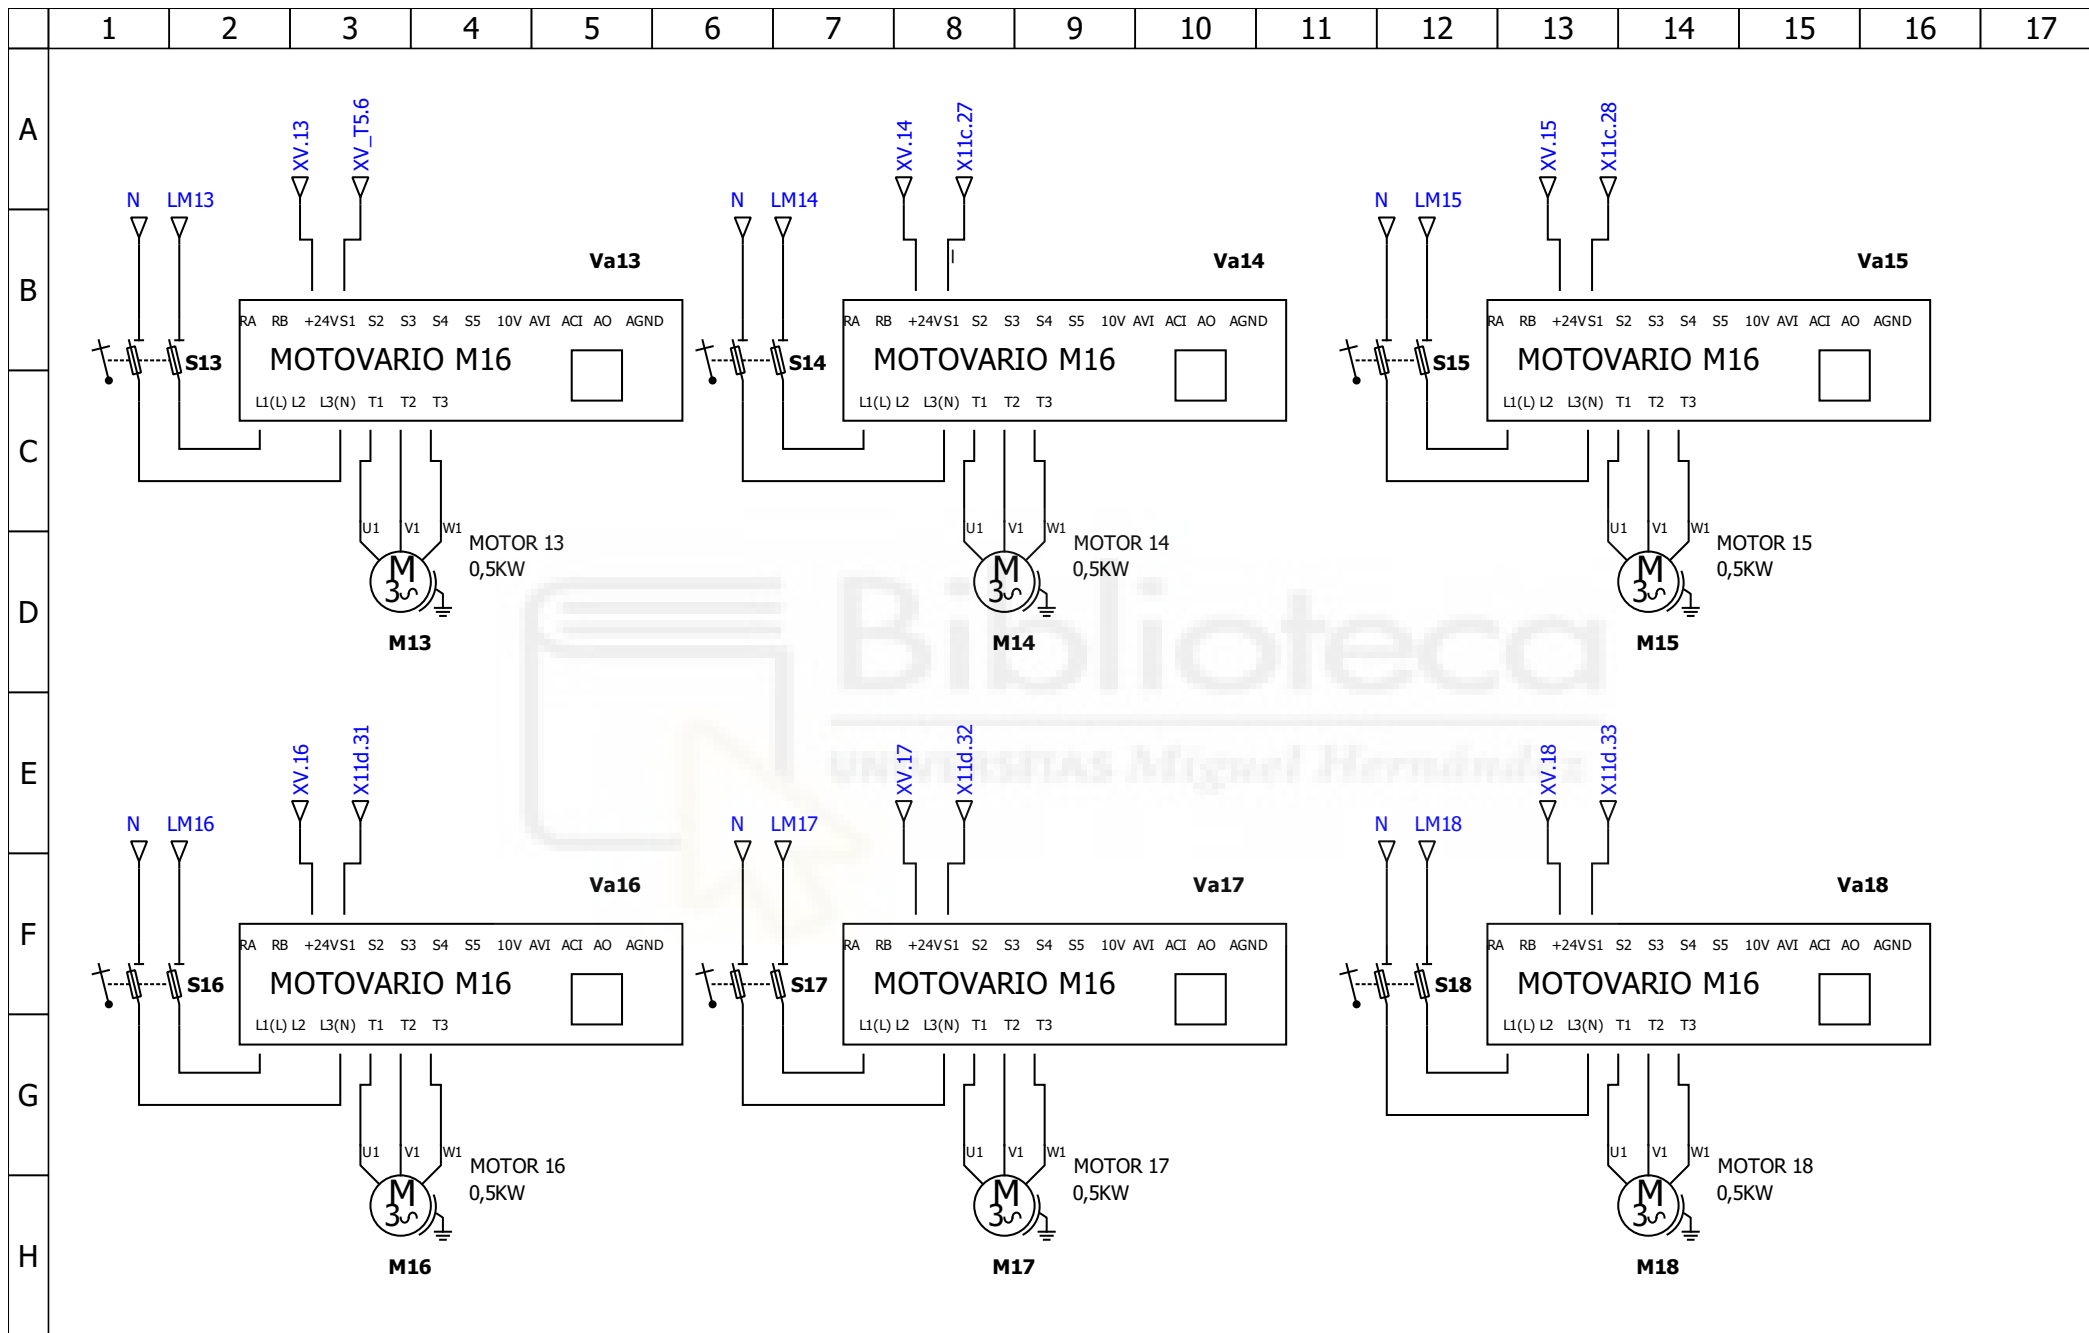 1 2 3 4 5 6 7 8 9 10 11 12 13 14 15 16 17
A
XV.13 XV_T5.6 XV.14 X11c.27 XV.15 X11c.28
N LM13 N LM14 N LM15
B
Va13 Va14 Va15
RA RB +24V S1 S2 S3 S4 S5 10V AVI ACI AO AGND
RA RB +24V S1 S2 S3 S4 S5 10V AVI ACI AO AGND
RA RB +24V S1 S2 S3 S4 S5 10V AVI ACI AO AGND
S13 MOTOVARIO M16 S14 MOTOVARIO M16 S15 MOTOVARIO M16
L1(L) L2 L3(N) T1 T2 T3
L1(L) L2 L3(N) T1 T2 T3
L1(L) L2 L3(N) T1 T2 T3
C
U1 V1 W1 U1 V1 W1 U1 V1 W1
MOTOR 13 MOTOR 14 MOTOR 15
0,5KW 0,5KW 0,5KW
M M M
3 3 3
D
M13 M14 M15
Biblioteca
UNIVERSITAS Miguel Hernández
E
XV.16 X11d.31 XV.17 X11d.32 XV.18 X11d.33
N LM16 N LM17 N LM18
Va16 Va17 Va18
F
RA RB +24V S1 S2 S3 S4 S5 10V AVI ACI AO AGND
RA RB +24V S1 S2 S3 S4 S5 10V AVI ACI AO AGND
RA RB +24V S1 S2 S3 S4 S5 10V AVI ACI AO AGND
S16 MOTOVARIO M16 S17 MOTOVARIO M16 S18 MOTOVARIO M16
L1(L) L2 L3(N) T1 T2 T3
L1(L) L2 L3(N) T1 T2 T3
L1(L) L2 L3(N) T1 T2 T3
G
U1 V1 W1 U1 V1 W1 U1 V1 W1
MOTOR 16 MOTOR 17 MOTOR 18
0,5KW 0,5KW 0,5KW
M M M
3 3 3
H
M16 M17 M18